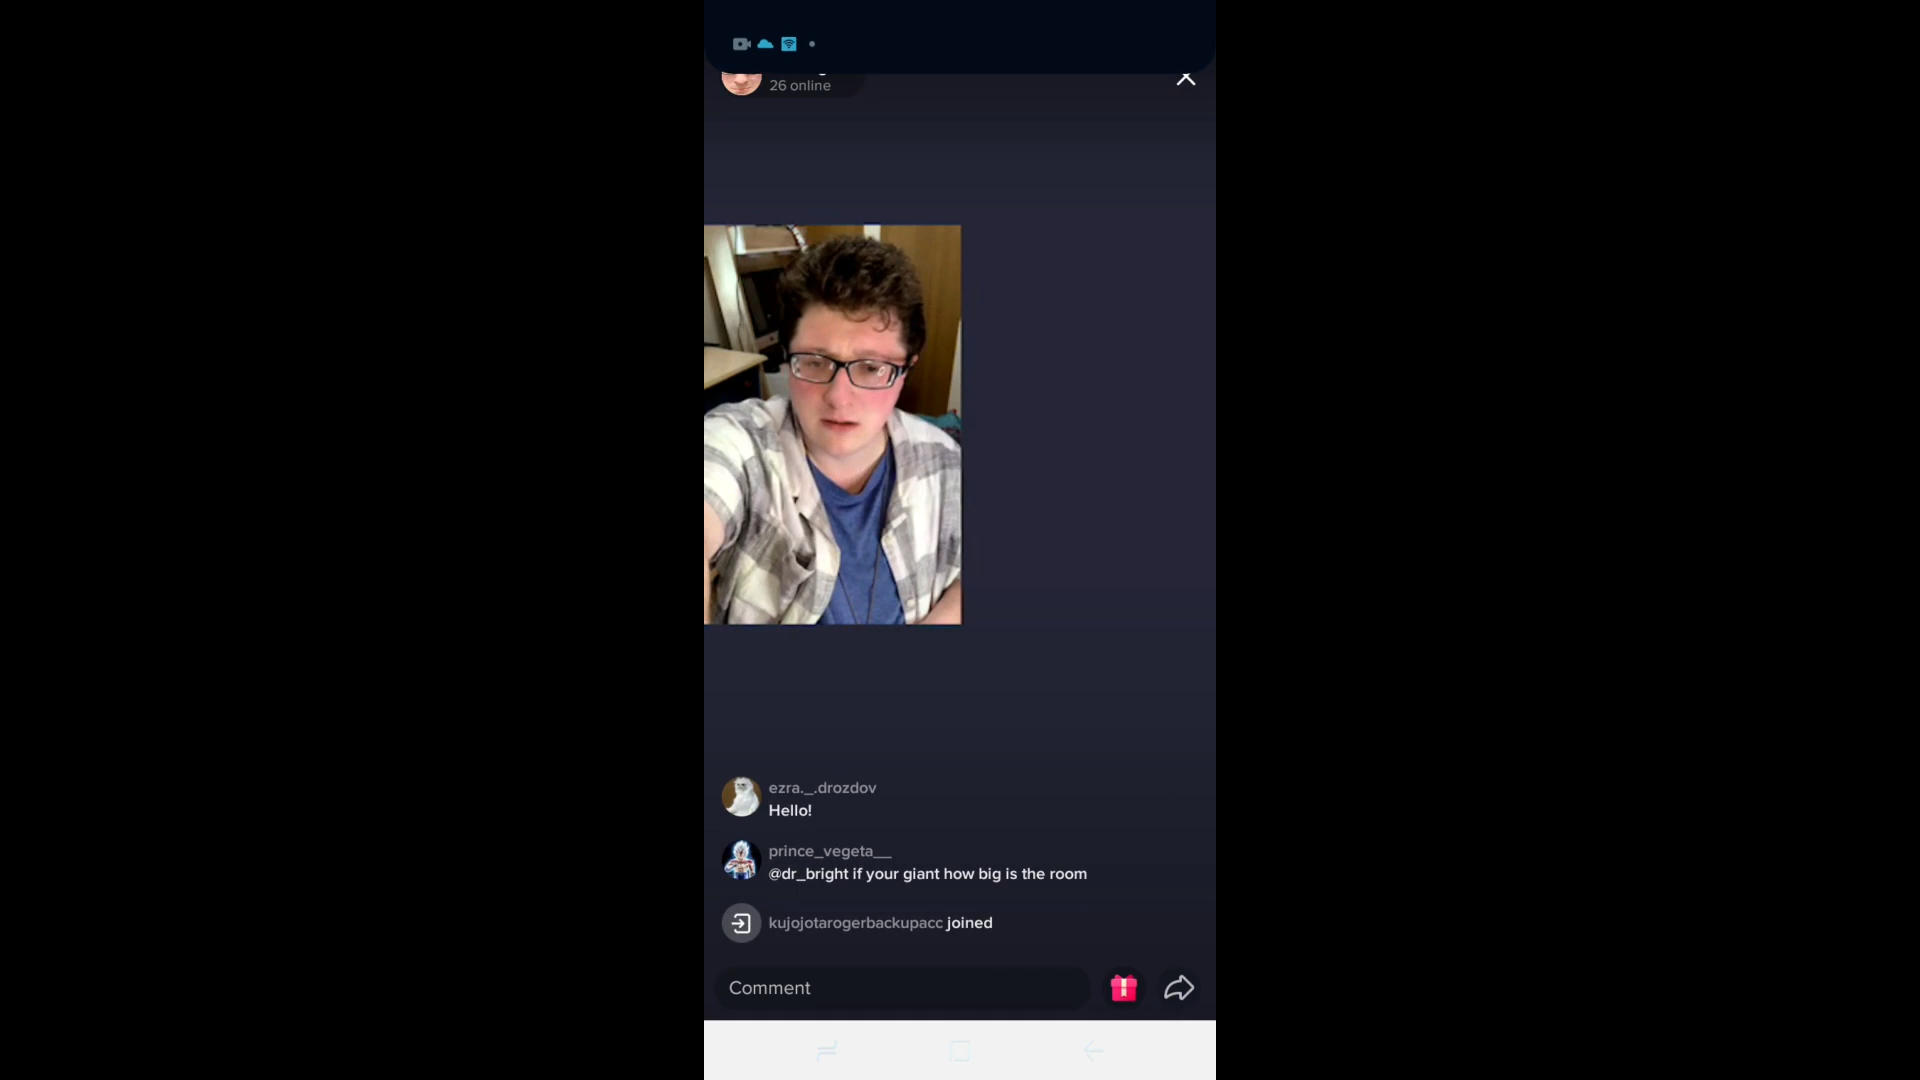 26 online
ezra._.drozdov
Hello!
prince_vegeta__
@dr_bright if your giant how big is the room
kujojotarogerbackupacc joined
Comment